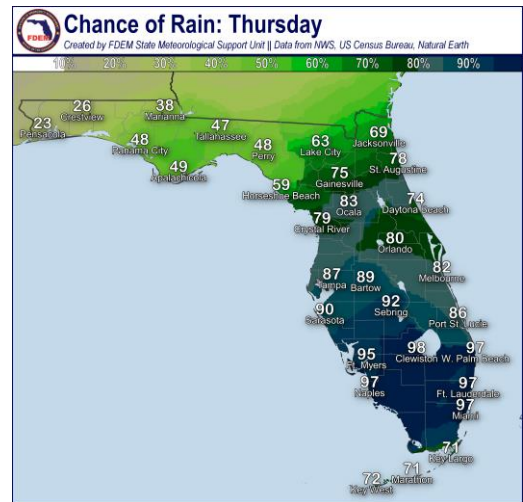 Chance of Rain: Thursday
Created by FDEM State Meteorological Support Unit || Data from NWS, US Census Bureau, Natural Earth
FDEM
10% 20% 30% 40% 50% 60% 70% 80% 90%
26
Crestview
38
Marianna
23
Pensacola
47
Tallahassee
48
Panama City
48
Perry
63
Lake City
69
Jacksonville
49
Apalachicola
78
St. Augustine
75
Gainesville
59
Horseshoe Beach
83
Ocala
74
Daytona Beach
79
Crystal River
80
Orlando
82
Melbourne
87
Tampa
89
Bartow
92
Sebring
90
Sarasota
86
Port St. Lucie
95
Ft. Myers
98
Clewiston
97
W. Palm Beach
97
Naples
97
Ft. Lauderdale
97
Miami
71
Key Largo
71
Marathon
72
Key West